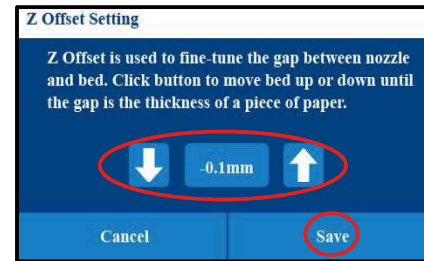 Z Offset Setting
Z Offset is used to fine-tune the gap between nozzle
and bed. Click button to move bed up or down until
the gap is the thickness of a piece of paper.
-0.1mm
Cancel Save